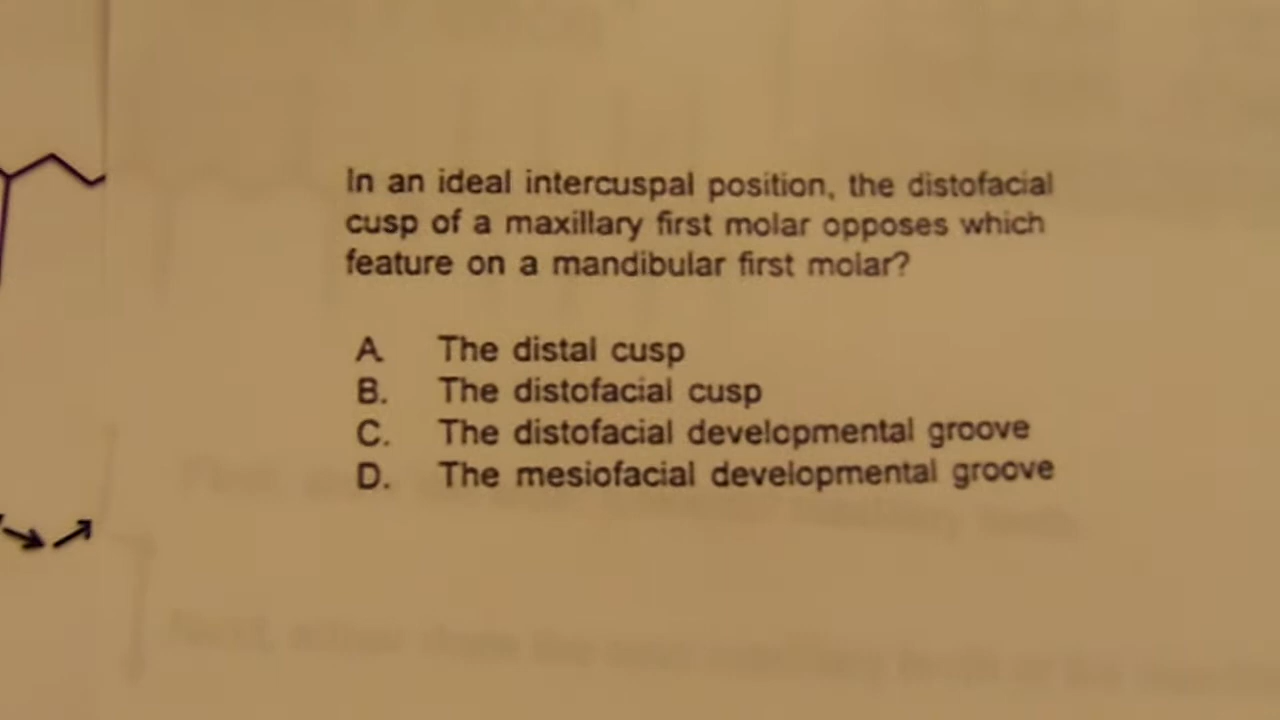 In an ideal intercuspal position, the distofacial
cusp of a maxillary first molar opposes which
feature on a mandibular first molar?
A The distal cusp
B. The distofacial cusp
C. The distofacial developmental groove
D. The mesiofacial developmental groove